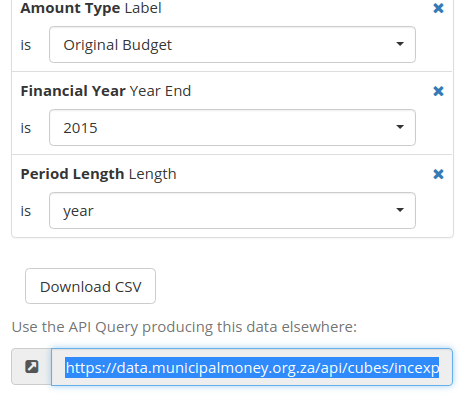 Amount Type Label
is Original Budget
Financial Year Year End
is 2015
Period Length Length
is year
Download CSV
Use the API Query producing this data elsewhere:
https://data.municipalmoney.org.za/api/cubes/incexp